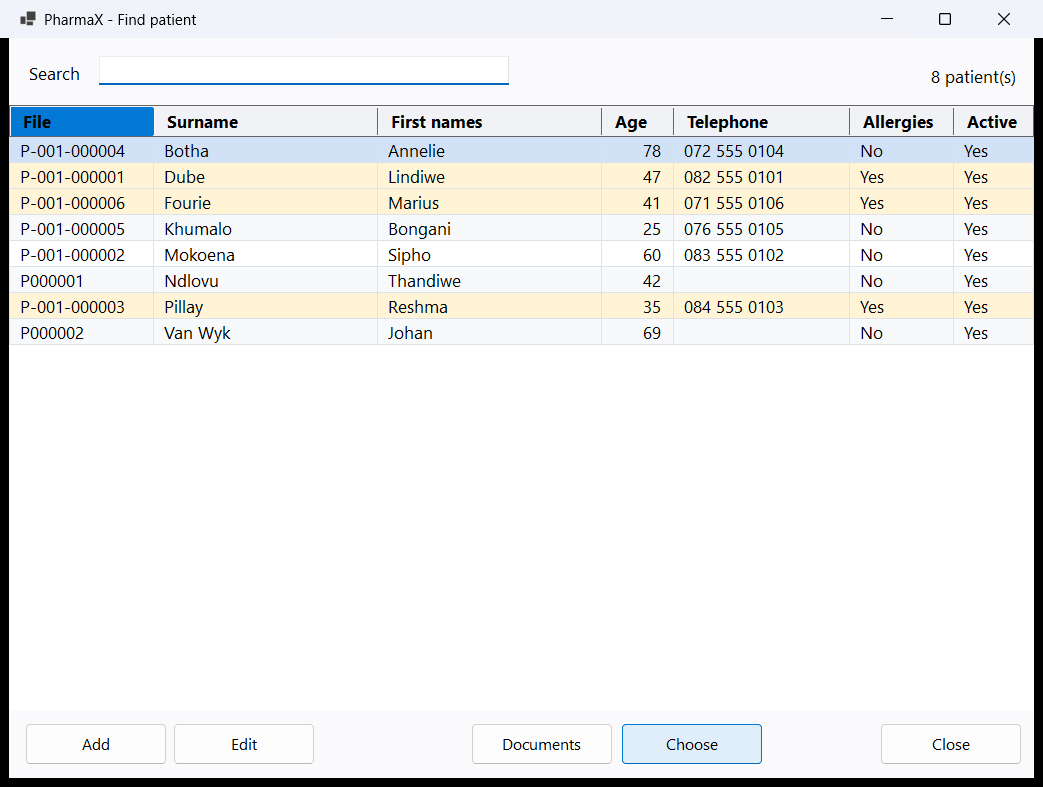 PharmaX - Find patient
Search
8 patient(s)
File Surname First names Age Telephone Allergies Active
P-001-000004 Botha Annelie 78 072 555 0104 No Yes
P-001-000001 Dube Lindiwe 47 082 555 0101 Yes Yes
P-001-000006 Fourie Marius 41 071 555 0106 Yes Yes
P-001-000005 Khumalo Bongani 25 076 555 0105 No Yes
P-001-000002 Mokoena Sipho 60 083 555 0102 No Yes
P000001 Ndlovu Thandiwe 42 No Yes
P-001-000003 Pillay Reshma 35 084 555 0103 Yes Yes
P000002 Van Wyk Johan 69 No Yes
Add Edit Documents Choose Close